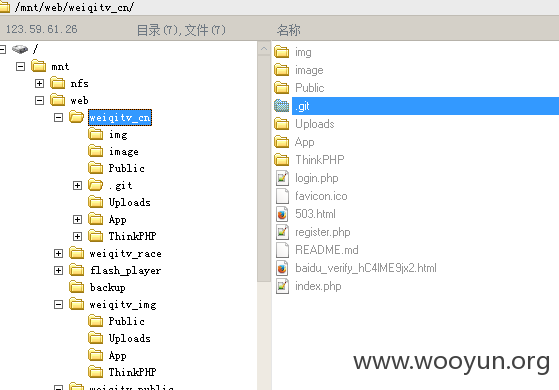 /mnt/web/weiqitv_cn/
123.59.61.26
目录(7),文件(7)
名称
/
mnt
nfs
web
weiqitv_cn
img
image
Public
.git
Uploads
App
ThinkPHP
weiqitv_race
flash_player
backup
weiqitv_img
Public
Uploads
App
ThinkPHP
weiqitv_public
img
image
Public
.git
Uploads
App
ThinkPHP
login.php
favicon.ico
503.html
register.php
README.md
baidu_verify_hC4lME9jx2.html
index.php
www.wooyun.org